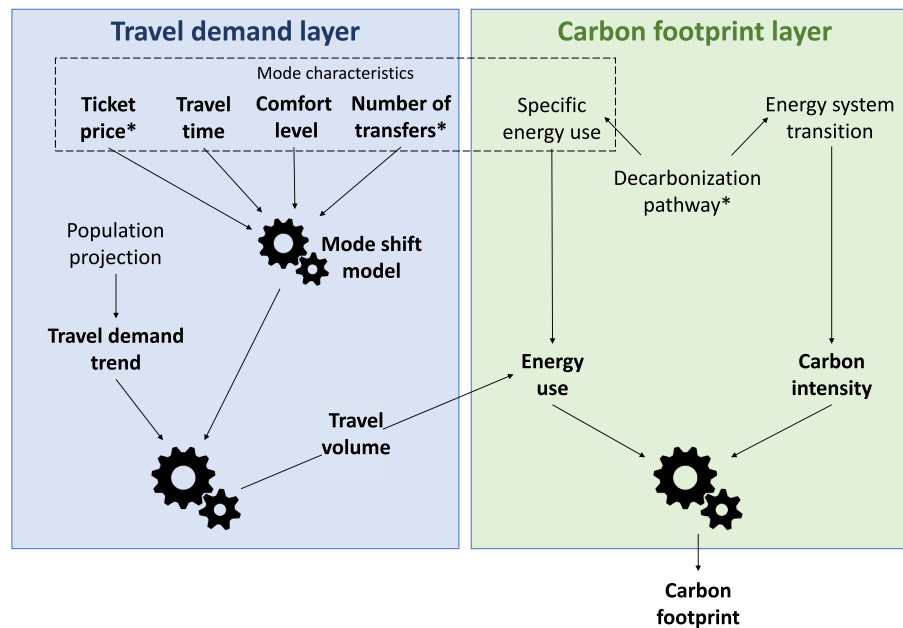 Travel demand layer
Carbon footprint layer
Mode characteristics
Ticket
price*
Travel
time
Comfort
level
Number of
transfers*
Specific
energy use
Energy system
transition
Decarbonization
pathway*
Population
projection
Mode shift
model
Travel demand
trend
Travel
volume
Energy
use
Carbon
intensity
Carbon
footprint